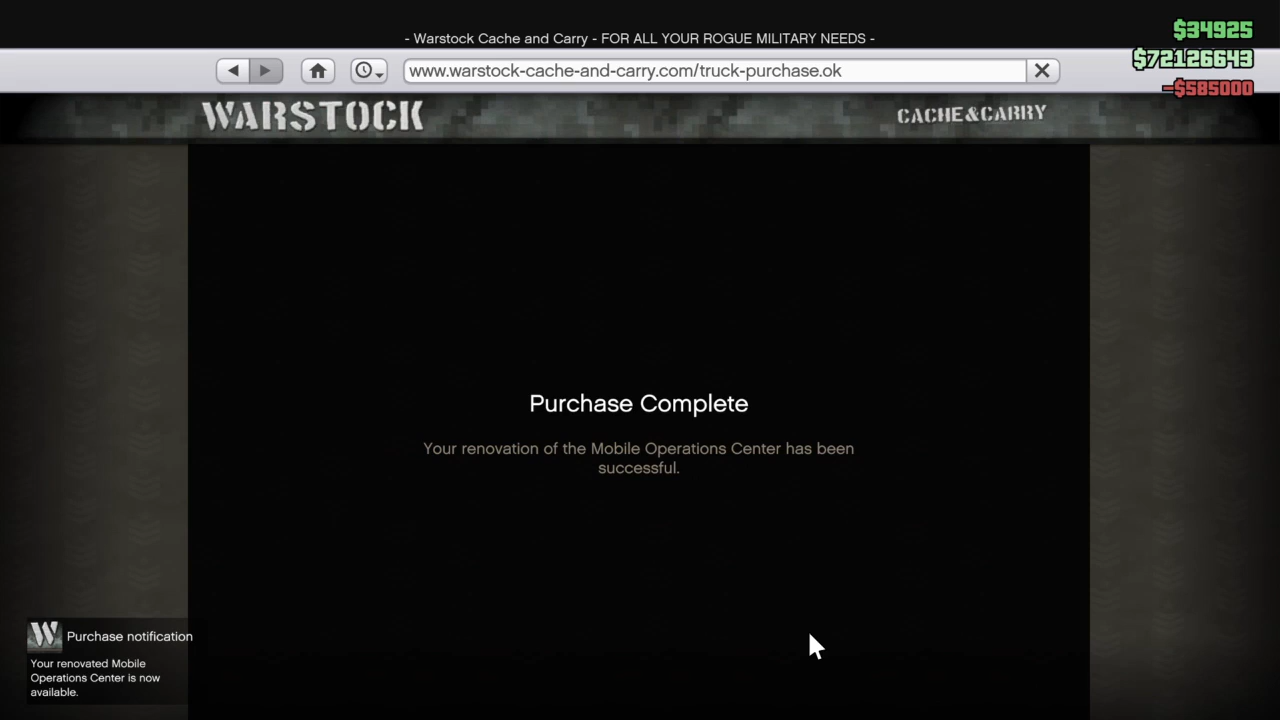 - Warstock Cache and Carry - FOR ALL YOUR ROGUE MILITARY NEEDS -
$34925
$72126643
-$585000
www.warstock-cache-and-carry.com/truck-purchase.ok
WARSTOCK
CACHE&CARRY
Purchase Complete
Your renovation of the Mobile Operations Center has been
successful.
W
Purchase notification
Your renovated Mobile
Operations Center is now
available.